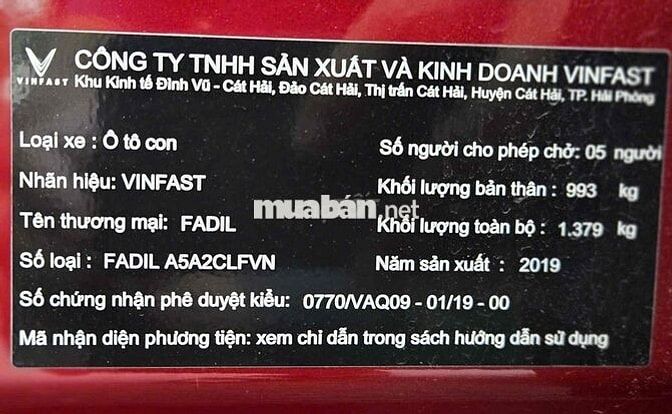 VINFAST
CÔNG TY TNHH SẢN XUẤT VÀ KINH DOANH VINFAST
Khu Kinh tế Đình Vũ - Cát Hải, Đảo Cát Hải, Thị trấn Cát Hải, Huyện Cát Hải, TP. Hải Phòng
Loại xe : Ô tô con
Số người cho phép chở: 05 người
Nhãn hiệu: VINFAST
Khối lượng bản thân : 993 kg
muaban.net
Tên thương mại: FADIL
Khối lượng toàn bộ : 1.379 kg
Số loại : FADIL A5A2CLFVN
Năm sản xuất : 2019
Số chứng nhận phê duyệt kiểu: 0770/VAQ09 - 01/19 - 00
Mã nhận diện phương tiện: xem chỉ dẫn trong sách hướng dẫn sử dụng